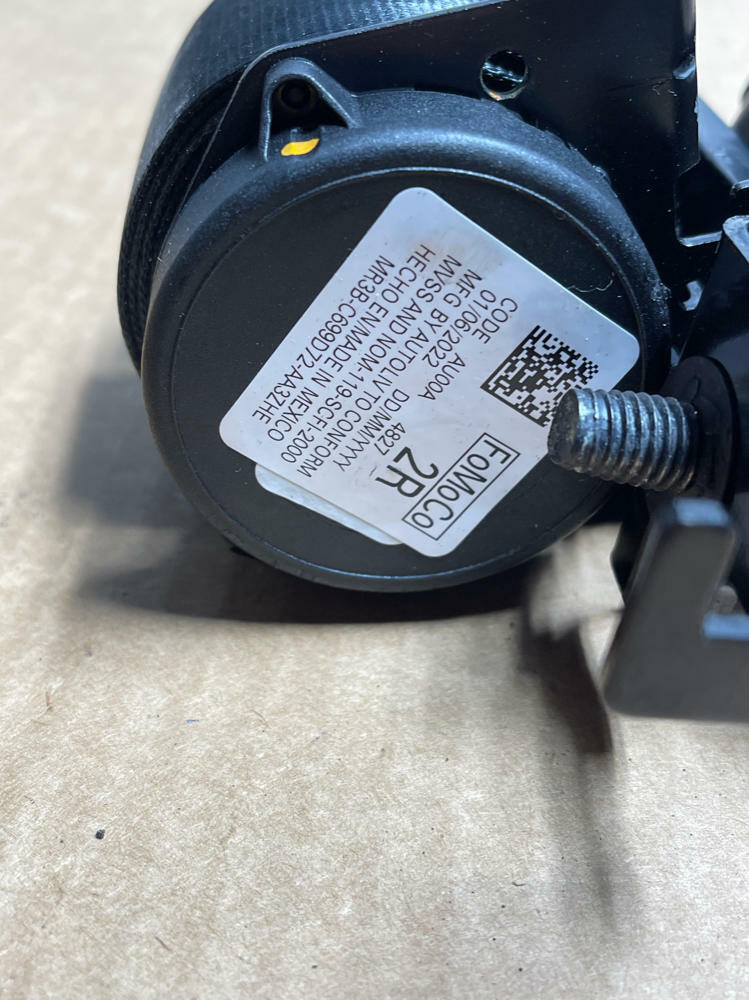 FoMoCo
2R
4827
CODE AU00A
01/06/2022 DD/MM/YYYY
MFG BY AUTOLIV TO CONFORM
MVSS AND NOM-119-SCFI-2000
HECHO EN/MADE IN MEXICO
MR3B-C699D72-AA3ZHE